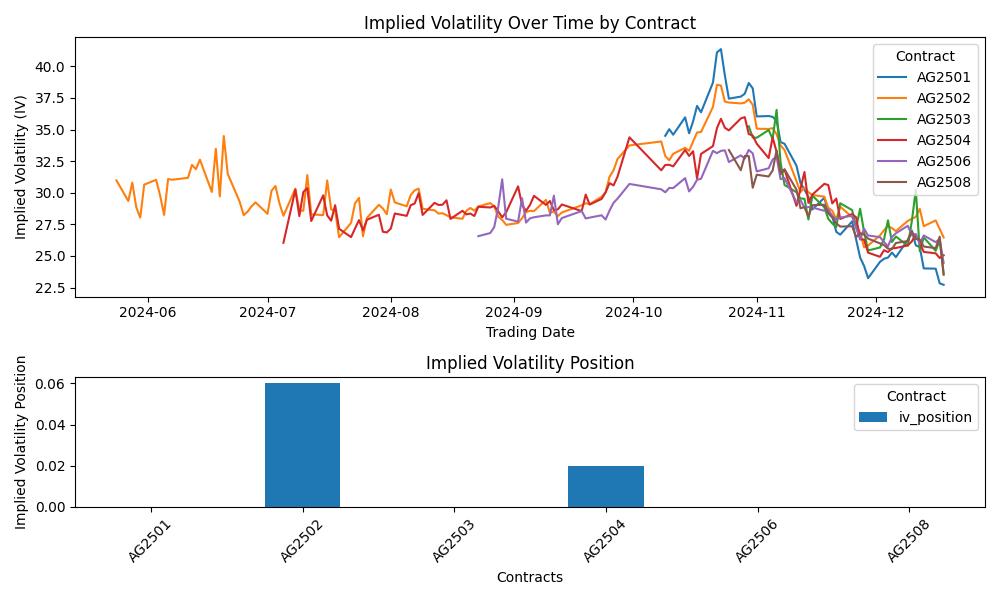 Implied Volatility Over Time by Contract
Implied Volatility (IV)
40.0
37.5
35.0
32.5
30.0
27.5
25.0
22.5
Contract
AG2501
AG2502
AG2503
AG2504
AG2506
AG2508
2024-06 2024-07 2024-08 2024-09 2024-10 2024-11 2024-12
Trading Date
Implied Volatility Position
Implied Volatility Position
0.06
0.04
0.02
0.00
Contract
iv_position
AG2501 AG2502 AG2503 AG2504 AG2506 AG2508
Contracts